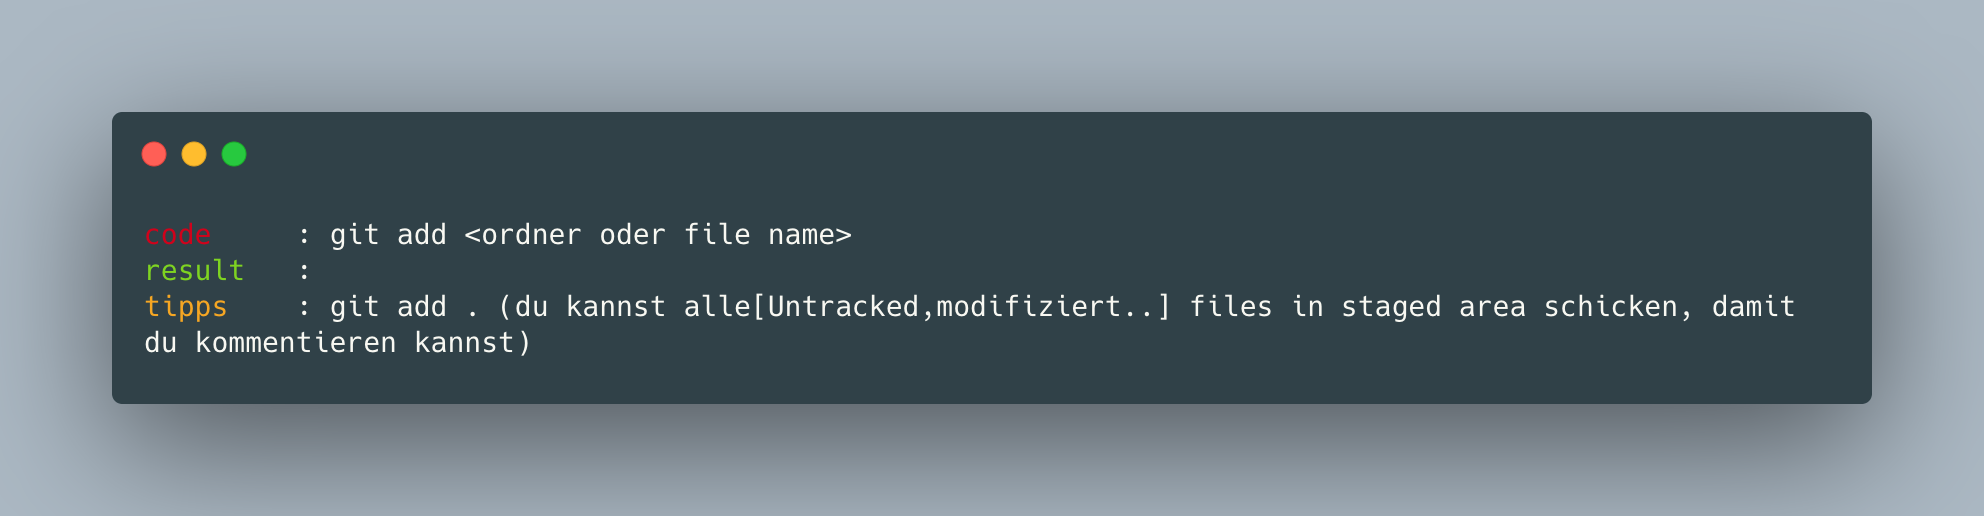 code     : git add <ordner oder file name>
result   :
tipps    : git add . (du kannst alle[Untracked,modifiziert..] files in staged area schicken, damit
du kommentieren kannst)